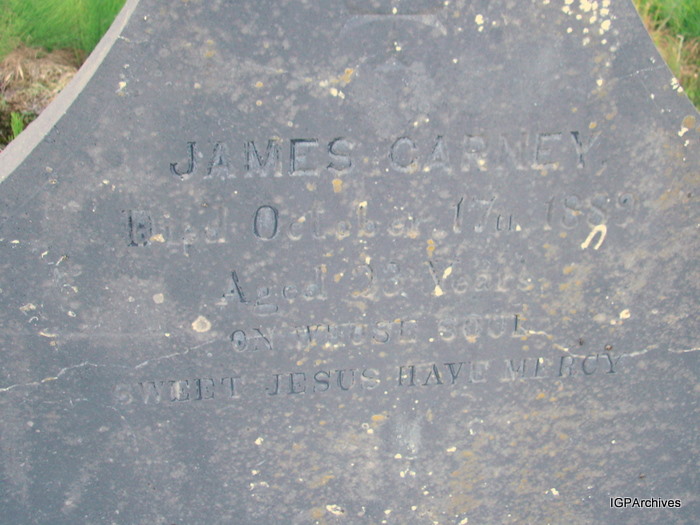 JAMES CARNEY
Died October 17th
Aged Years
ON WHOSE SOUL
SWEET JESUS HAVE MERCY
IGPArchives